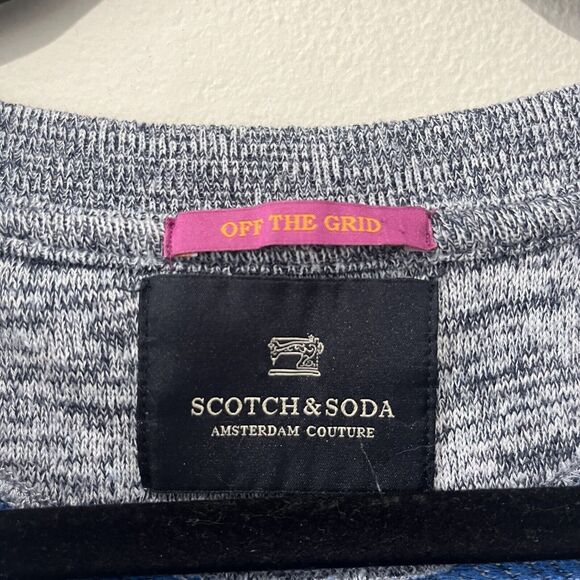 OFF THE GRID
SCOTCH & SODA
AMSTERDAM COUTURE